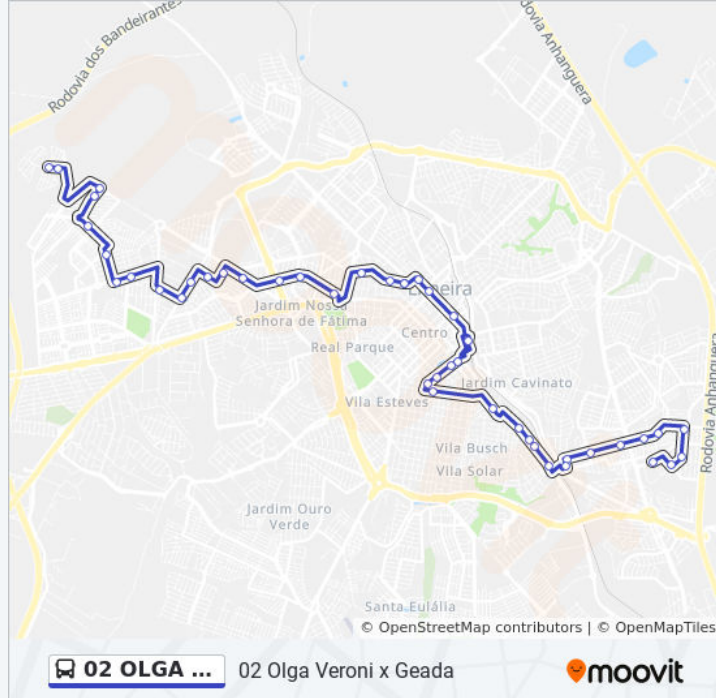 Rodovia dos Bandeirantes
Rodovia Anhanguera
Limeira
Jardim Nossa
Senhora de Fátima
Centro
Real Parque
Jardim Cavinato
Vila Esteves
Rodovia Anhanguera
Vila Busch
Vila Solar
Jardim Ouro
Verde
Santa Eulália
© OpenStreetMap contributors | © OpenMapTiles
02 OLGA ...
02 Olga Veroni x Geada
moovit